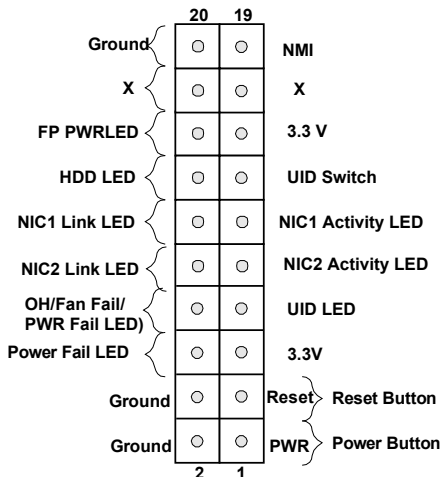 20 19
Ground NMI
X X
FP PWRLED 3.3 V
HDD LED UID Switch
NIC1 Link LED NIC1 Activity LED
NIC2 Link LED NIC2 Activity LED
OH/Fan Fail/
PWR Fail LED) UID LED
Power Fail LED 3.3V
Ground Reset Reset Button
Ground PWR Power Button
2 1